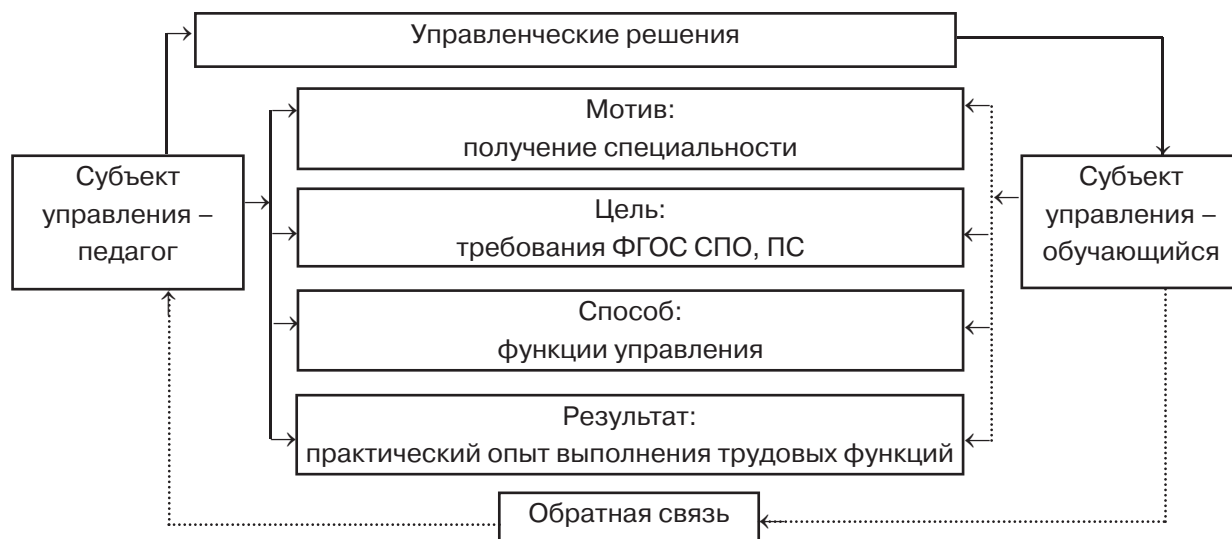 Управленческие решения
Мотив:
получение специальности
Субъект
управления –
педагог
Цель:
требования ФГОС СПО, ПС
Субъект
управления –
обучающийся
Способ:
функции управления
Результат:
практический опыт выполнения трудовых функций
Обратная связь